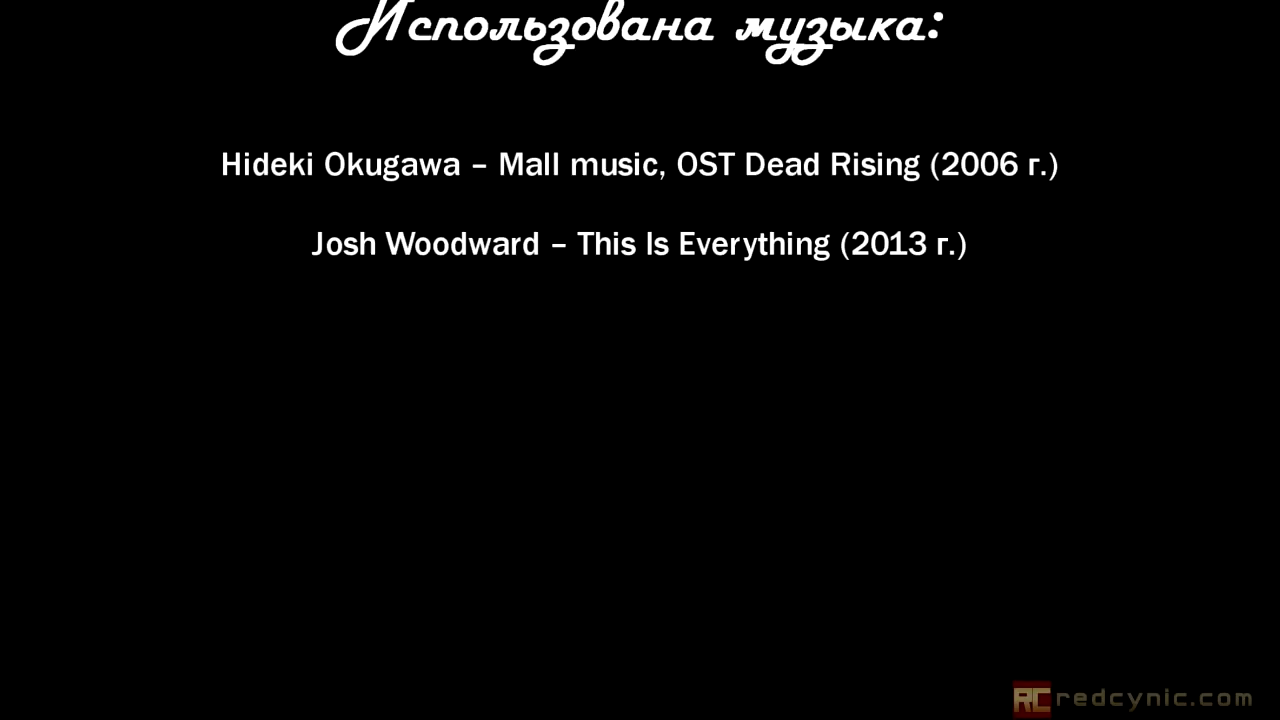 Использована музыка:
Hideki Okugawa – Mall music, OST Dead Rising (2006 г.)
Josh Woodward – This Is Everything (2013 г.)
RC redcynic.com